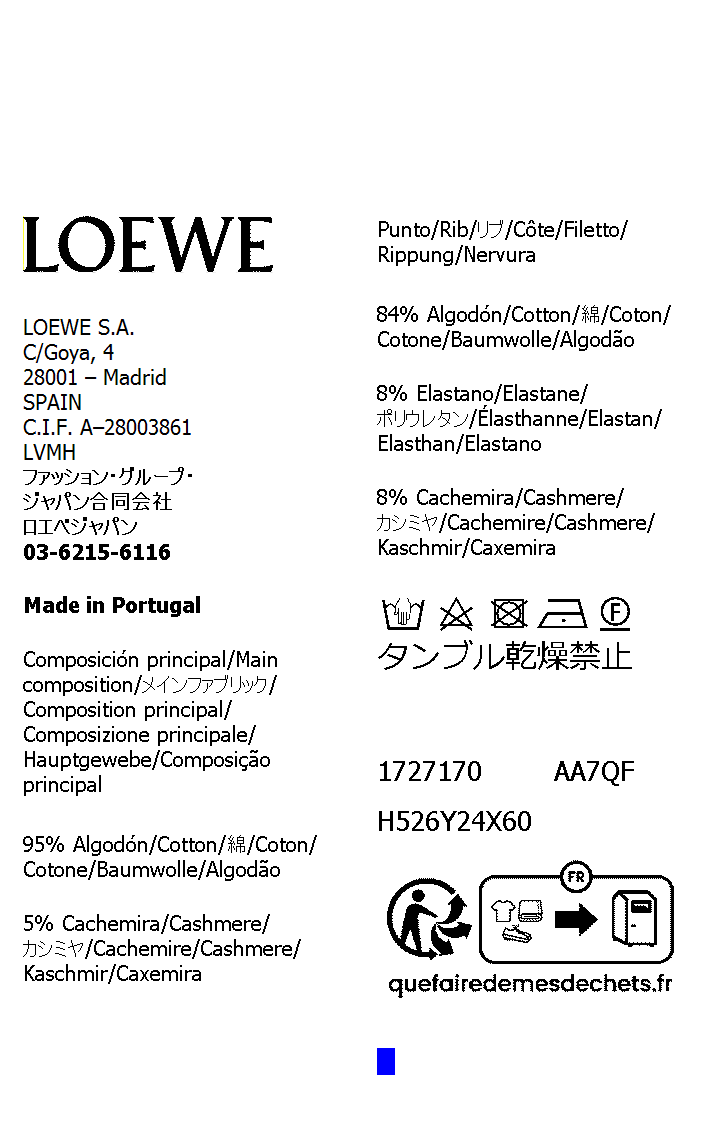 LOEWE
LOEWE S.A.
C/Goya, 4
28001 – Madrid
SPAIN
C.I.F. A–28003861
LVMH
ファッション・グループ・
ジャパン合同会社
ロエベジャパン
03-6215-6116
Made in Portugal
Composición principal/Main
composition/メインファブリック/
Composition principal/
Composizione principale/
Hauptgewebe/Composição
principal
95% Algodón/Cotton/綿/Coton/
Cotone/Baumwolle/Algodão
5% Cachemira/Cashmere/
カシミヤ/Cachemire/Cashmere/
Kaschmir/Caxemira
Punto/Rib/リブ/Côte/Filetto/
Rippung/Nervura
84% Algodón/Cotton/綿/Coton/
Cotone/Baumwolle/Algodão
8% Elastano/Elastane/
ポリウレタン/Élasthanne/Elastan/
Elasthan/Elastano
8% Cachemira/Cashmere/
カシミヤ/Cachemire/Cashmere/
Kaschmir/Caxemira
F
タンブル乾燥禁止
1727170 AA7QF
H526Y24X60
FR
quefairedemesdechets.fr